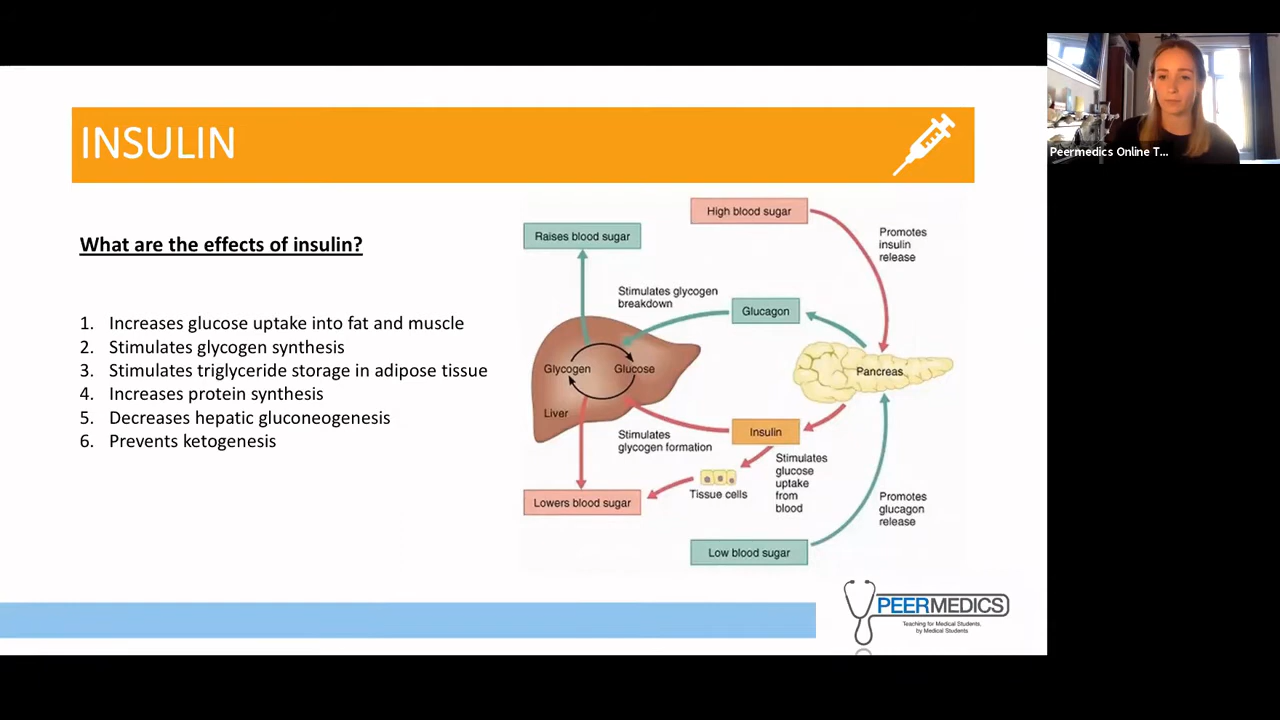 INSULIN
Peermedics Online T...
What are the effects of insulin?
1. Increases glucose uptake into fat and muscle
2. Stimulates glycogen synthesis
3. Stimulates triglyceride storage in adipose tissue
4. Increases protein synthesis
5. Decreases hepatic gluconeogenesis
6. Prevents ketogenesis
High blood sugar
Raises blood sugar
Promotes
insulin
release
Stimulates glycogen
breakdown
Glucagon
Glycogen
Glucose
Pancreas
Liver
Insulin
Stimulates
glycogen formation
Stimulates
glucose
uptake
from
blood
Tissue cells
Lowers blood sugar
Promotes
glucagon
release
Low blood sugar
PEERMEDICS
Teaching for Medical Students,
by Medical Students